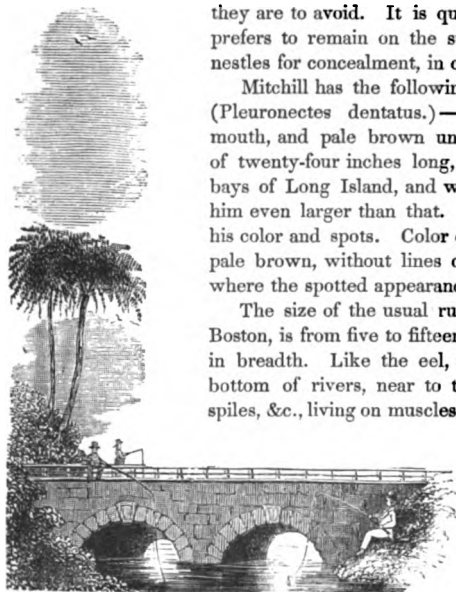 they are to avoid. It is qu
prefers to remain on the s
nestles for concealment, in
Mitchill has the followin
(Pleuronectes dentatus.)—
mouth, and pale brown un
of twenty-four inches long,
bays of Long Island, and w
him even larger than that.
his color and spots. Color
pale brown, without lines
where the spotted appearanc
The size of the usual ru
Boston, is from five to fifteen
in breadth. Like the eel,
bottom of rivers, near to t
spiles, &c., living on muscles